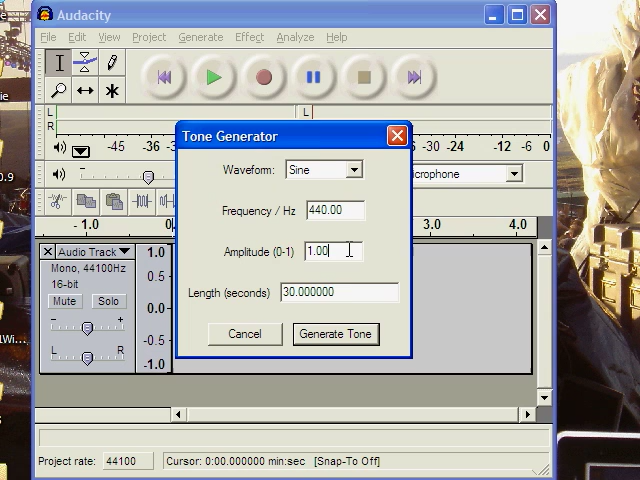 Audacity
File Edit View Project Generate Effect Analyze Help
L L
R
-45 -36 -30 -24 -12 -6 0
Tone Generator
Waveform: Sine
Frequency / Hz 440.00
Amplitude (0-1) 1.00
Length (seconds) 30.000000
Cancel Generate Tone
0.9
- 1.0 3.0 4.0
Audio Track 1.0
Mono, 44100Hz
16-bit 0.5
Mute Solo
0.0
- +
L R -0.5
-1.0
Project rate: 44100 Cursor: 0:00.000000 min:sec [Snap-To Off]